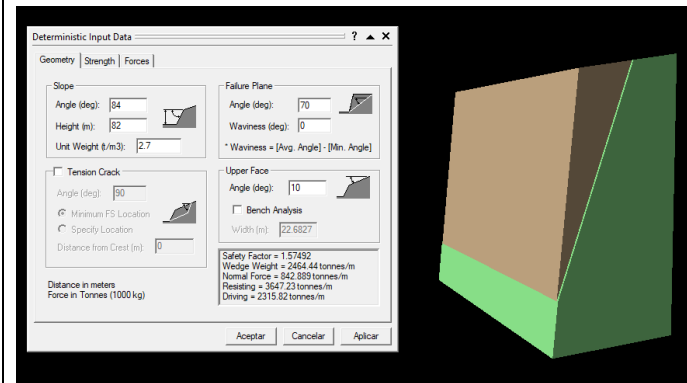 Deterministic Input Data ? ▲ ×
Geometry Strength Forces
Slope
Angle (deg): 84
Height (m): 82
Unit Weight (t/m3): 2.7
Failure Plane
Angle (deg): 70
Waviness (deg): 0
* Waviness = [Avg. Angle] - [Min. Angle]
Tension Crack
Angle (deg): 90
Minimum FS Location
Specify Location
Distance from Crest (m): 0
Upper Face
Angle (deg): 10
Bench Analysis
Width (m): 22.6827
Distance in meters
Force in Tonnes (1000 kg)
Safety Factor = 1.57492
Wedge Weight = 2464.44 tonnes/m
Normal Force = 842.889 tonnes/m
Resisting = 3647.23 tonnes/m
Driving = 2315.82 tonnes/m
Aceptar Cancelar Aplicar